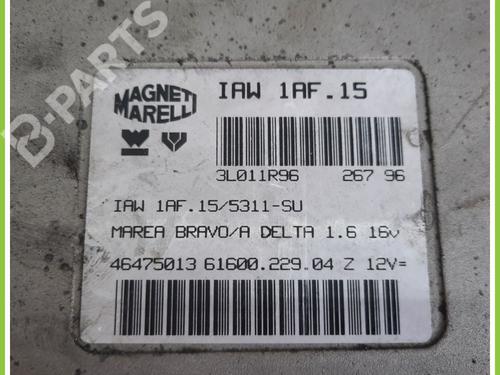 B-PARTS
MAGNETI MARELLI
IAW 1AF.15
3L011R96 267 96
IAW 1AF.15/5311-SU
MAREA BRAVO/A DELTA 1.6 16v
46475013 61600.229.04 Z 12V=